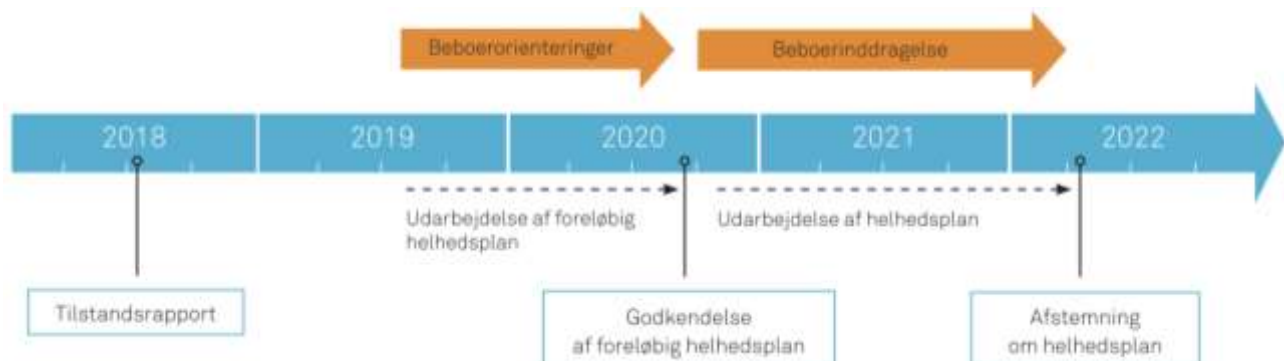 Beboerorienteringer
Beboerinddragelse
2018
2019
2020
2021
2022
Udarbejdelse af foreløbig
helhedsplan
Udarbejdelse af helhedsplan
Tilstandsrapport
Godkendelse
af foreløbig helhedsplan
Afstemning
om helhedsplan